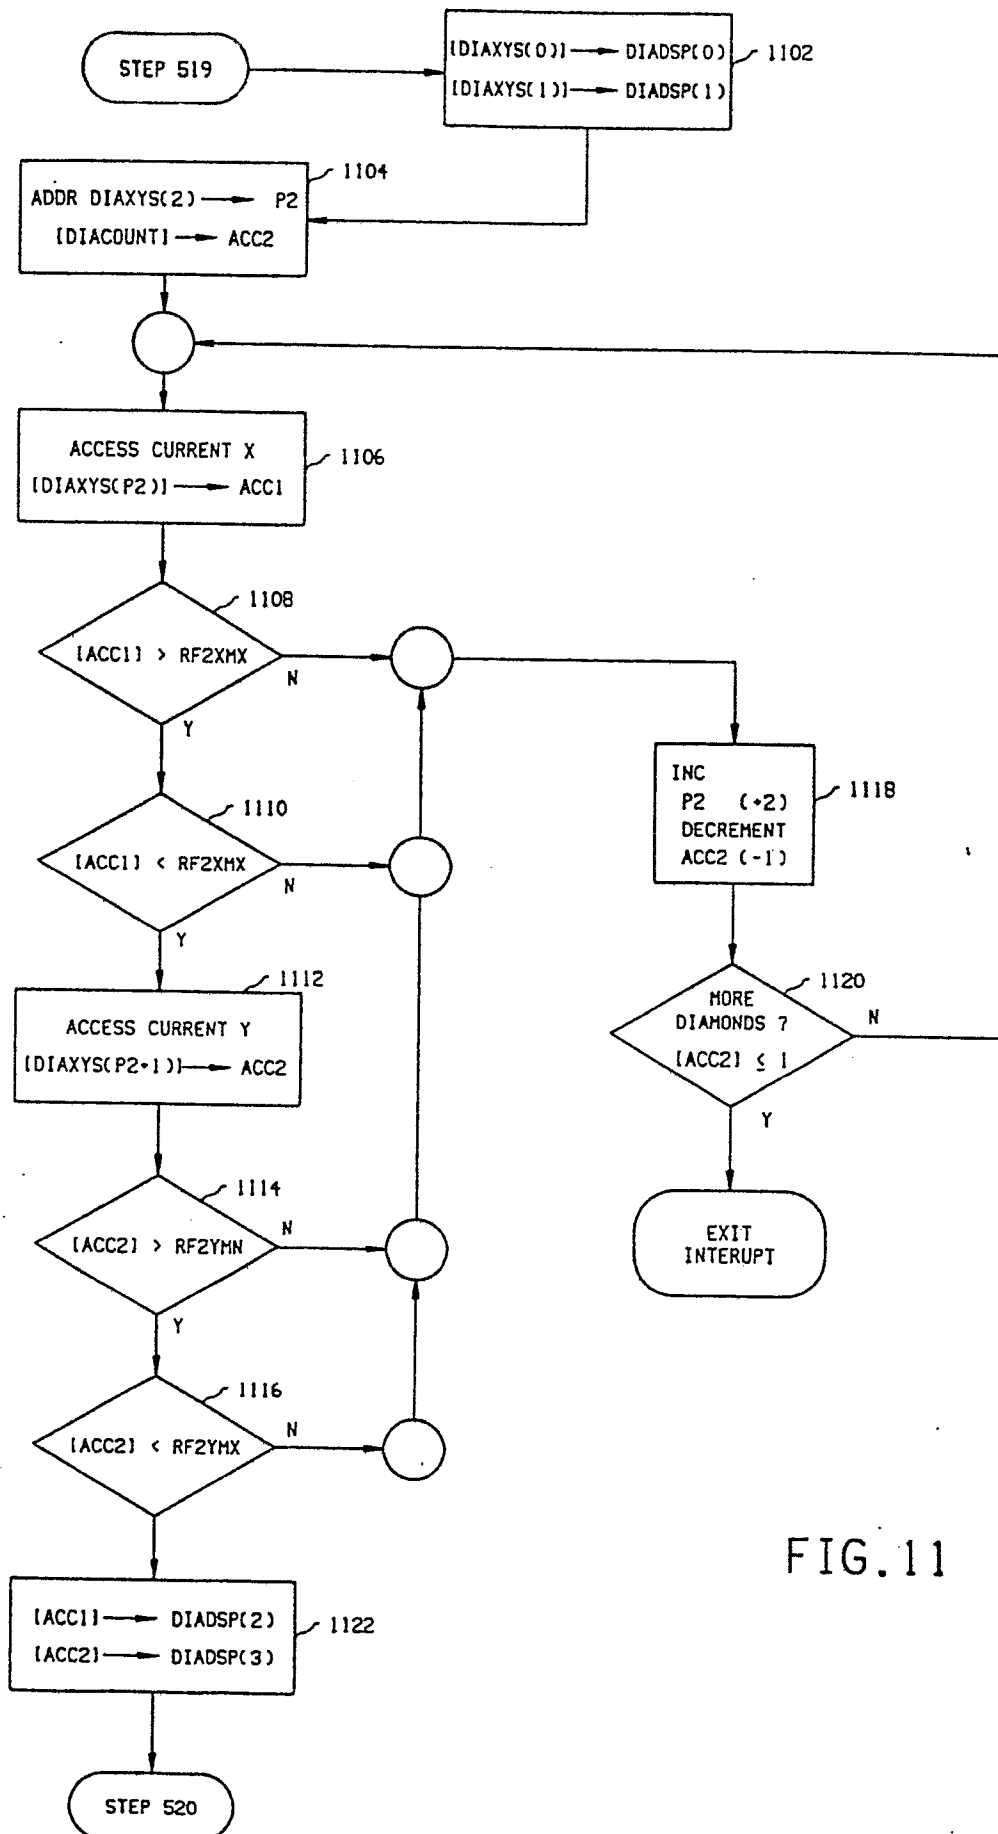 STEP 519
[DIAXYS(0)] → DIADSP(0)
[DIAXYS(1)] → DIADSP(1)
1102
1104
ADDR DIAXYS(2) → P2
[DIACOUNT] → ACC2
ACCESS CURRENT X
[DIAXYS(P2)] → ACC1
1106
1108
[ACC1] > RF2XMX
N
Y
1110
[ACC1] < RF2XMX
N
Y
1112
ACCESS CURRENT Y
[DIAXYS(P2+1)] → ACC2
1114
[ACC2] > RF2YMN
N
Y
1116
[ACC2] < RF2YMX
N
[ACC1] → DIADSP(2)
[ACC2] → DIADSP(3)
1122
STEP 520
INC
P2 (+2)
DECREMENT
ACC2 (-1)
1118
1120
MORE
DIAMONDS ?
[ACC2] ≤ 1
N
Y
EXIT
INTERUPT
FIG.11